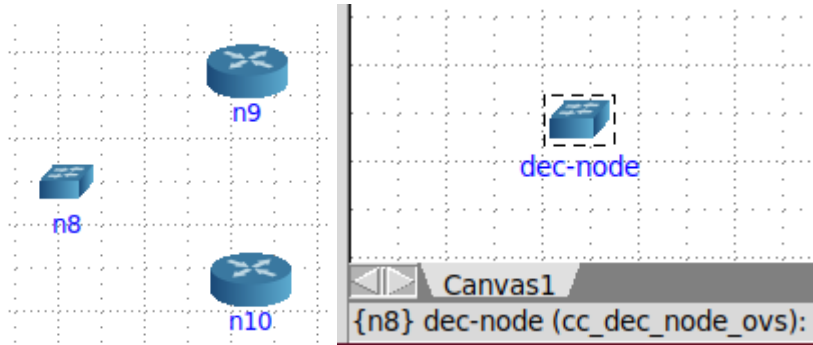 n9
n8
n10
dec-node
Canvas1
{n8} dec-node (cc_dec_node_ovs):